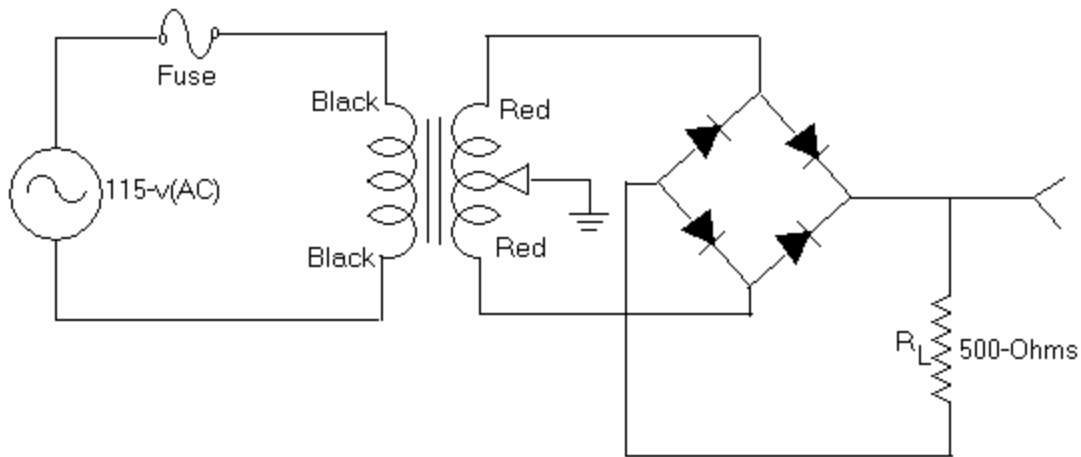 Fuse
Black
Red
115-v(AC)
Black
Red
RL
500-Ohms